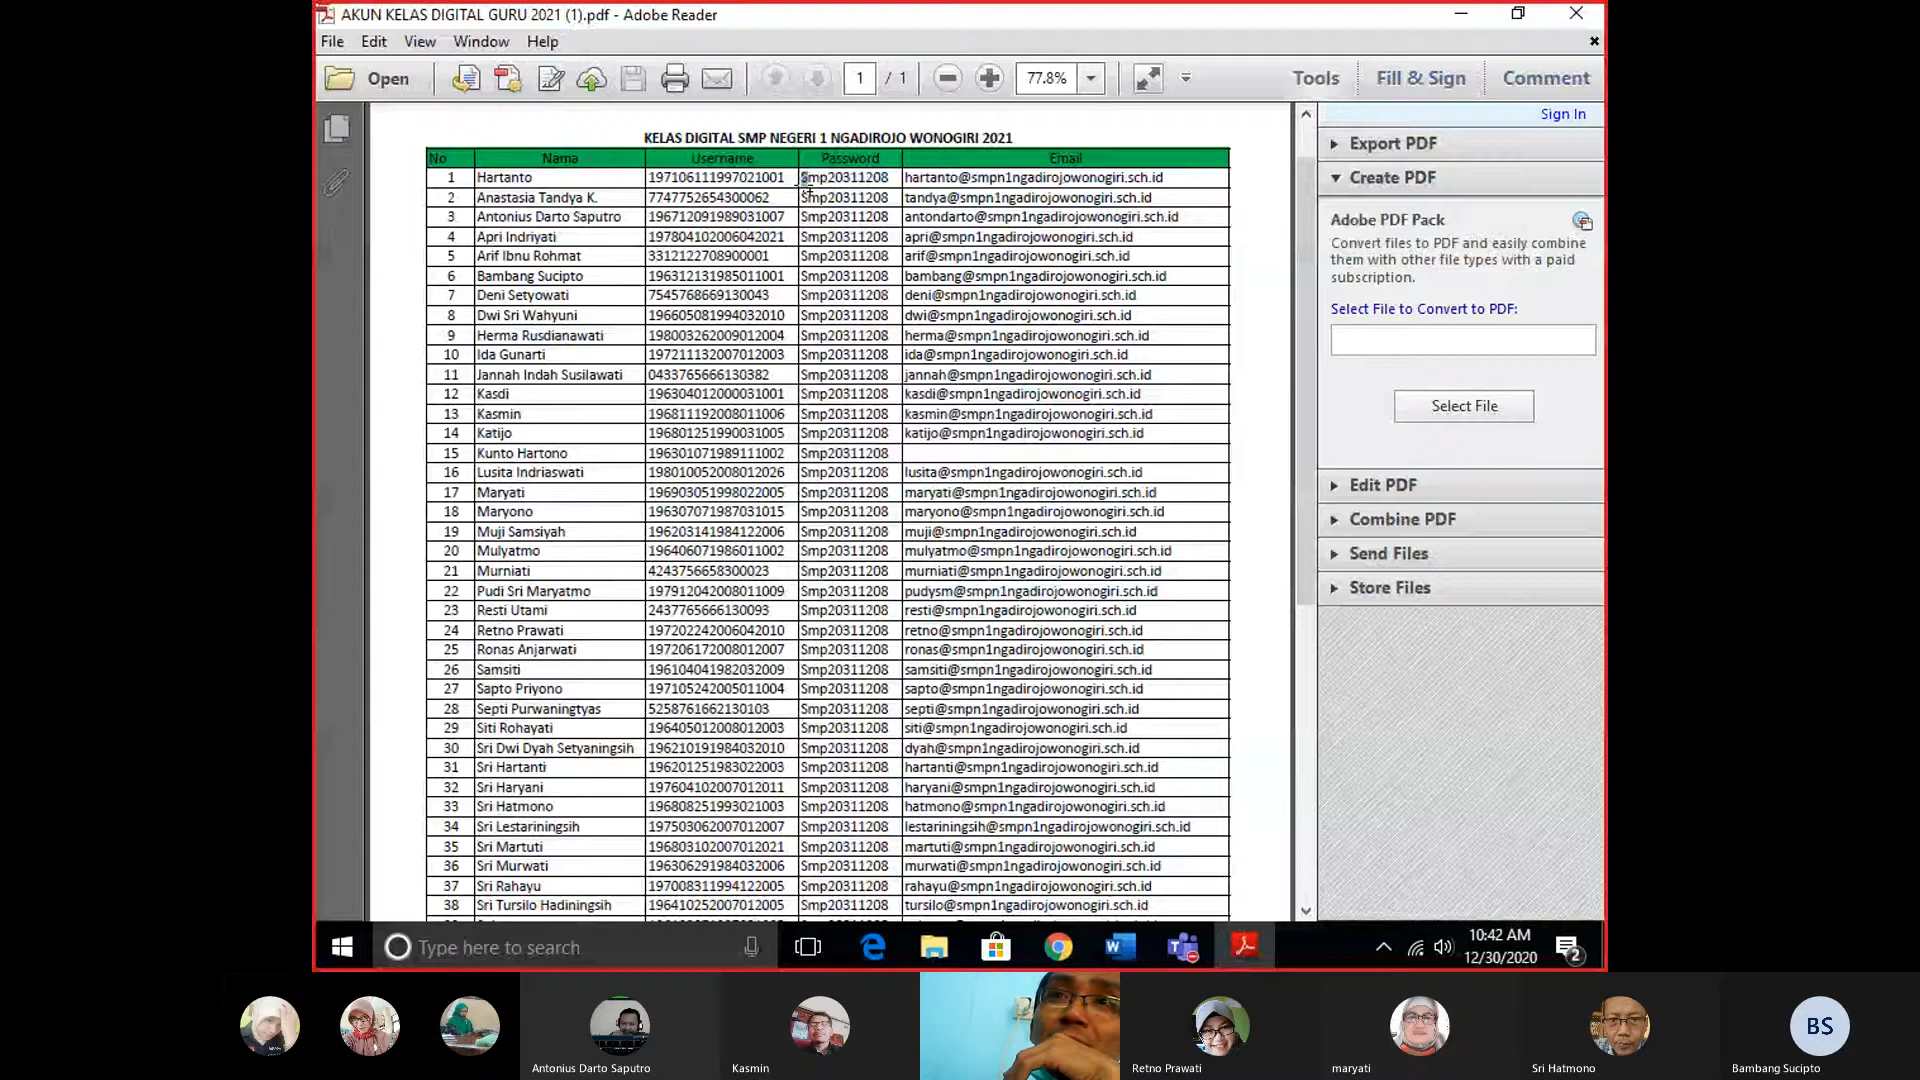 AKUN KELAS DIGITAL GURU 2021 (1).pdf - Adobe Reader
File Edit View Window Help
Open 1 / 1 77.8% Tools Fill & Sign Comment
KELAS DIGITAL SMP NEGERI 1 NGADIROJO WONOGIRI 2021
No Nama Username Password Email
1 Hartanto 197106111997021001 Smp20311208 hartanto@smpn1ngadirojowonogiri.sch.id
2 Anastasia Tandya K. 7747752654300062 Smp20311208 tandya@smpn1ngadirojowonogiri.sch.id
3 Antonius Darto Saputro 196712091989031007 Smp20311208 antondarto@smpn1ngadirojowonogiri.sch.id
4 Apri Indriyati 197804102006042021 Smp20311208 apri@smpn1ngadirojowonogiri.sch.id
5 Arif Ibnu Rohmat 3312122708900001 Smp20311208 arif@smpn1ngadirojowonogiri.sch.id
6 Bambang Sucipto 196312131985011001 Smp20311208 bambang@smpn1ngadirojowonogiri.sch.id
7 Deni Setyowati 7545768669130043 Smp20311208 deni@smpn1ngadirojowonogiri.sch.id
8 Dwi Sri Wahyuni 196605081994032010 Smp20311208 dwi@smpn1ngadirojowonogiri.sch.id
9 Herma Rusdianawati 198003262009012004 Smp20311208 herma@smpn1ngadirojowonogiri.sch.id
10 Ida Gunarti 197211132007012003 Smp20311208 ida@smpn1ngadirojowonogiri.sch.id
11 Jannah Indah Susilawati 0433765666130382 Smp20311208 jannah@smpn1ngadirojowonogiri.sch.id
12 Kasdi 196304012000031001 Smp20311208 kasdi@smpn1ngadirojowonogiri.sch.id
13 Kasmin 196811192008011006 Smp20311208 kasmin@smpn1ngadirojowonogiri.sch.id
14 Katijo 196801251990031005 Smp20311208 katijo@smpn1ngadirojowonogiri.sch.id
15 Kunto Hartono 196301071989111002 Smp20311208
16 Lusita Indriaswati 198010052008012026 Smp20311208 lusita@smpn1ngadirojowonogiri.sch.id
17 Maryati 196903051998022005 Smp20311208 maryati@smpn1ngadirojowonogiri.sch.id
18 Maryono 196307071987031015 Smp20311208 maryono@smpn1ngadirojowonogiri.sch.id
19 Muji Samsiyah 196203141984122006 Smp20311208 muji@smpn1ngadirojowonogiri.sch.id
20 Mulyatmo 196406071986011002 Smp20311208 mulyatmo@smpn1ngadirojowonogiri.sch.id
21 Murniati 4243756658300023 Smp20311208 murniati@smpn1ngadirojowonogiri.sch.id
22 Pudi Sri Maryatmo 197912042008011009 Smp20311208 pudysm@smpn1ngadirojowonogiri.sch.id
23 Resti Utami 2437765666130093 Smp20311208 resti@smpn1ngadirojowonogiri.sch.id
24 Retno Prawati 197202242006042010 Smp20311208 retno@smpn1ngadirojowonogiri.sch.id
25 Ronas Anjarwati 197206172008012007 Smp20311208 ronas@smpn1ngadirojowonogiri.sch.id
26 Samsiti 196104041982032009 Smp20311208 samsiti@smpn1ngadirojowonogiri.sch.id
27 Sapto Priyono 197105242005011004 Smp20311208 sapto@smpn1ngadirojowonogiri.sch.id
28 Septi Purwaningtyas 5258761662130103 Smp20311208 septi@smpn1ngadirojowonogiri.sch.id
29 Siti Rohayati 196405012008012003 Smp20311208 siti@smpn1ngadirojowonogiri.sch.id
30 Sri Dwi Dyah Setyaningsih 196210191984032010 Smp20311208 dyah@smpn1ngadirojowonogiri.sch.id
31 Sri Hartanti 196201251983022003 Smp20311208 hartanti@smpn1ngadirojowonogiri.sch.id
32 Sri Haryani 197604102007012011 Smp20311208 haryani@smpn1ngadirojowonogiri.sch.id
33 Sri Hatmono 196808251993021003 Smp20311208 hatmono@smpn1ngadirojowonogiri.sch.id
34 Sri Lestariningsih 197503062007012007 Smp20311208 lestariningsih@smpn1ngadirojowonogiri.sch.id
35 Sri Martuti 196803102007012021 Smp20311208 martuti@smpn1ngadirojowonogiri.sch.id
36 Sri Murwati 196306291984032006 Smp20311208 murwati@smpn1ngadirojowonogiri.sch.id
37 Sri Rahayu 197008311994122005 Smp20311208 rahayu@smpn1ngadirojowonogiri.sch.id
38 Sri Tursilo Hadiningsih 196410252007012005 Smp20311208 tursilo@smpn1ngadirojowonogiri.sch.id
Sign In
Export PDF
Create PDF
Adobe PDF Pack
Convert files to PDF and easily combine
them with other file types with a paid
subscription.
Select File to Convert to PDF:
Select File
Edit PDF
Combine PDF
Send Files
Store Files
Type here to search
10:42 AM
12/30/2020
2
BS
Antonius Darto Saputro Kasmin Retno Prawati maryati Sri Hatmono Bambang Sucipto